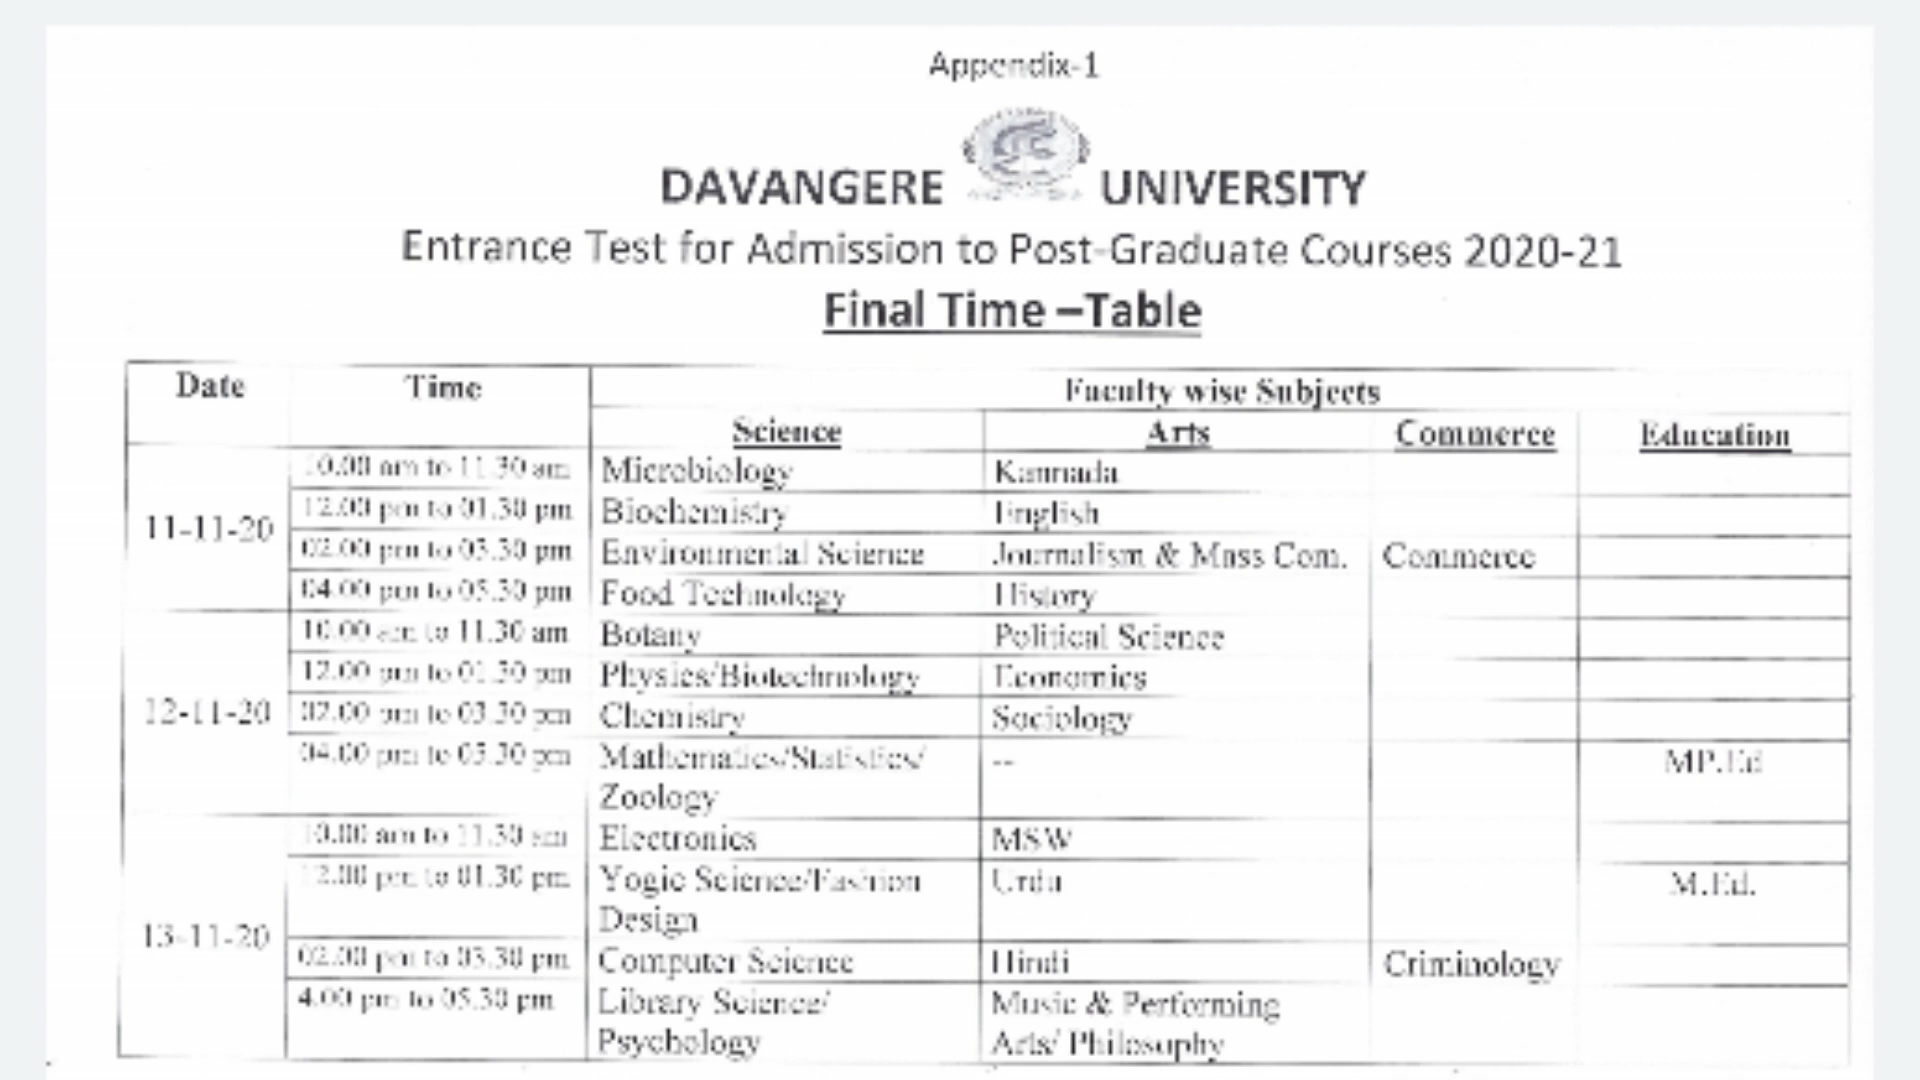 Appendix-1
DAVANGERE UNIVERSITY
Entrance Test for Admission to Post-Graduate Courses 2020-21
Final Time –Table
Date Time Faculty wise Subjects
Science Arts Commerce Education
11-11-20
10.00 am to 11.30 am Microbiology Kannada
12.00 pm to 01.30 pm Biochemistry English
02.00 pm to 03.30 pm Environmental Science Journalism & Mass Com. Commerce
04.00 pm to 05.30 pm Food Technology History
12-11-20
10.00 am to 11.30 am Botany Political Science
12.00 pm to 01.30 pm Physics/Biotechnology Economics
02.00 pm to 03.30 pm Chemistry Sociology
04.00 pm to 05.30 pm Mathematics/Statistics/ -- MP.Ed
Zoology
13-11-20
10.00 am to 11.30 am Electronics MSW
12.00 pm to 01.30 pm Yogic Science/Fashion Urdu M.Ed.
Design
02.00 pm to 03.30 pm Computer Science Hindi Criminology
4.00 pm to 05.30 pm Library Science/ Music & Performing
Psychology Arts/ Philosophy